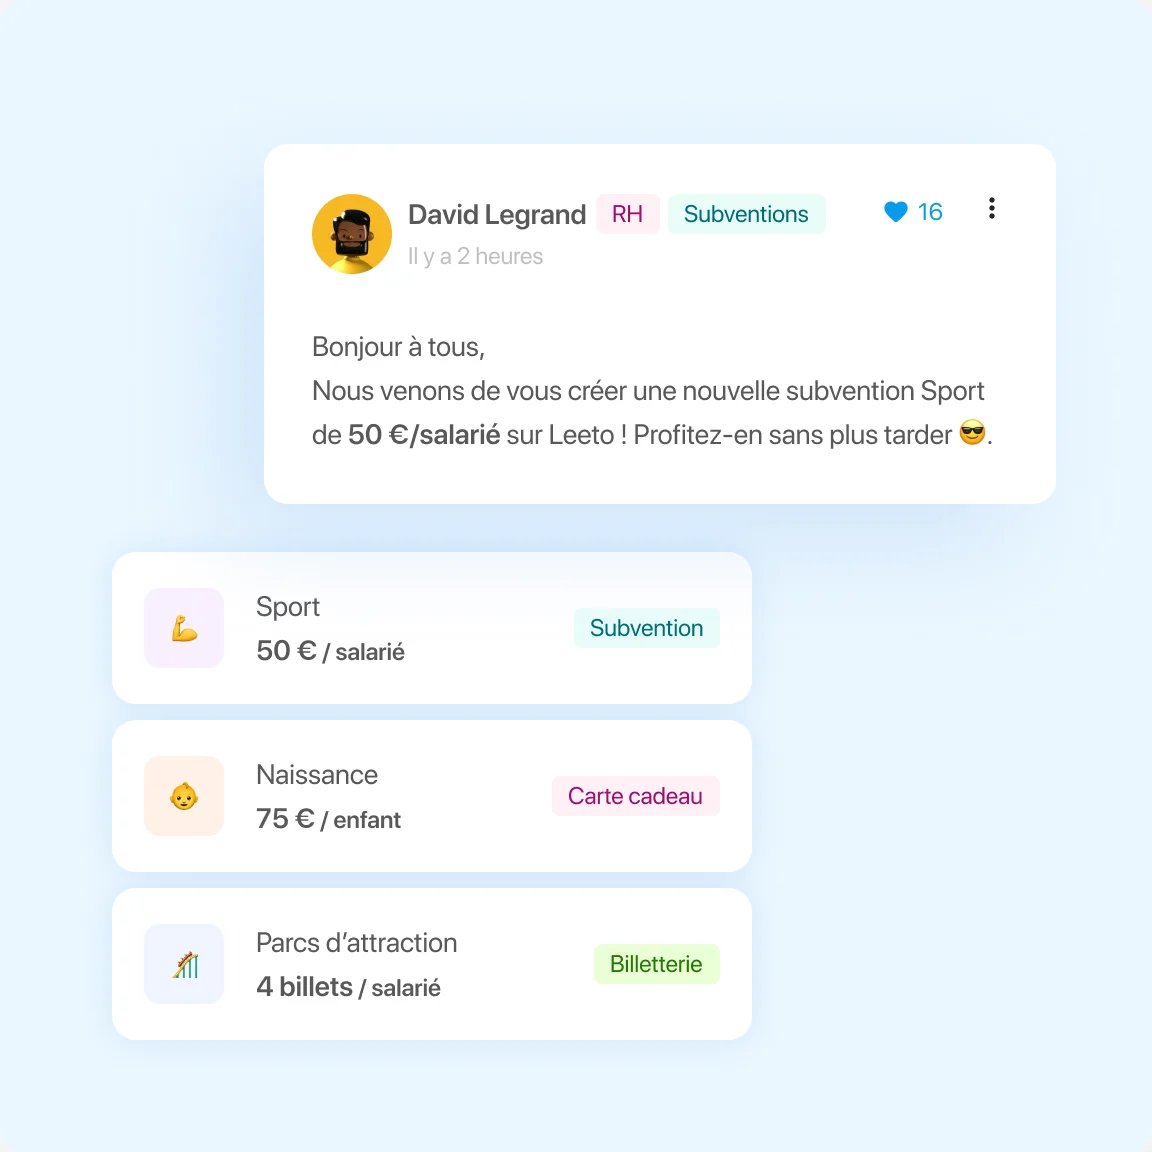 David Legrand RH Subventions 16
Il y a 2 heures
Bonjour à tous,
Nous venons de vous créer une nouvelle subvention Sport
de 50 €/salarié sur Leeto ! Profitez-en sans plus tarder 😎.
Sport
50 € / salarié
Subvention
Naissance
75 € / enfant
Carte cadeau
Parcs d’attraction
4 billets / salarié
Billetterie